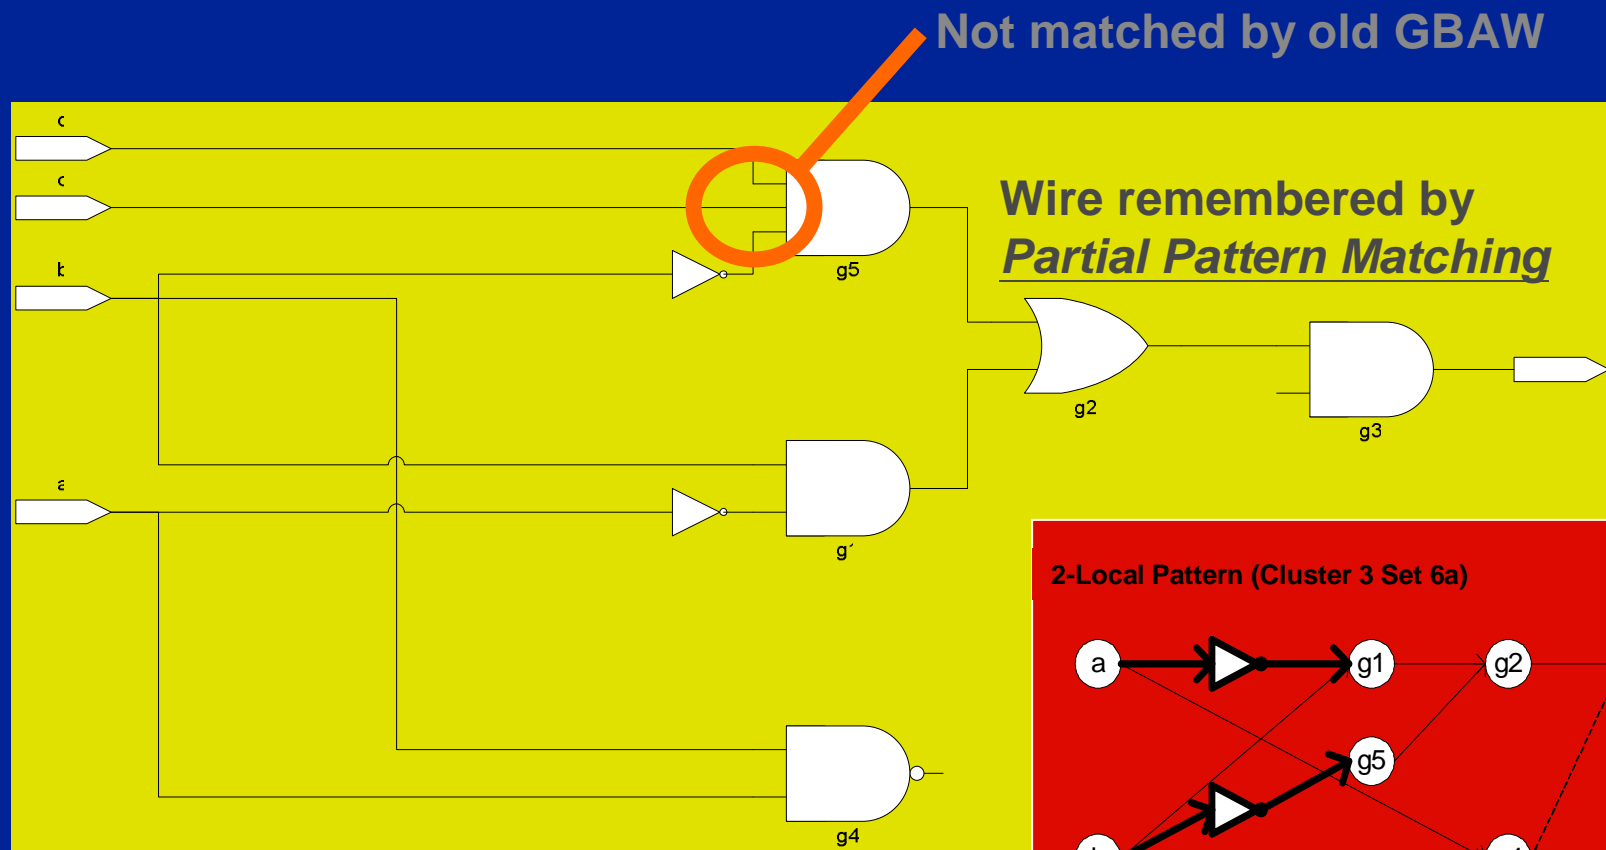 Not matched by old GBAW
Wire remembered by
Partial Pattern Matching
g5
g2
g3
g4
2-Local Pattern (Cluster 3 Set 6a)
a
g1
g2
g5